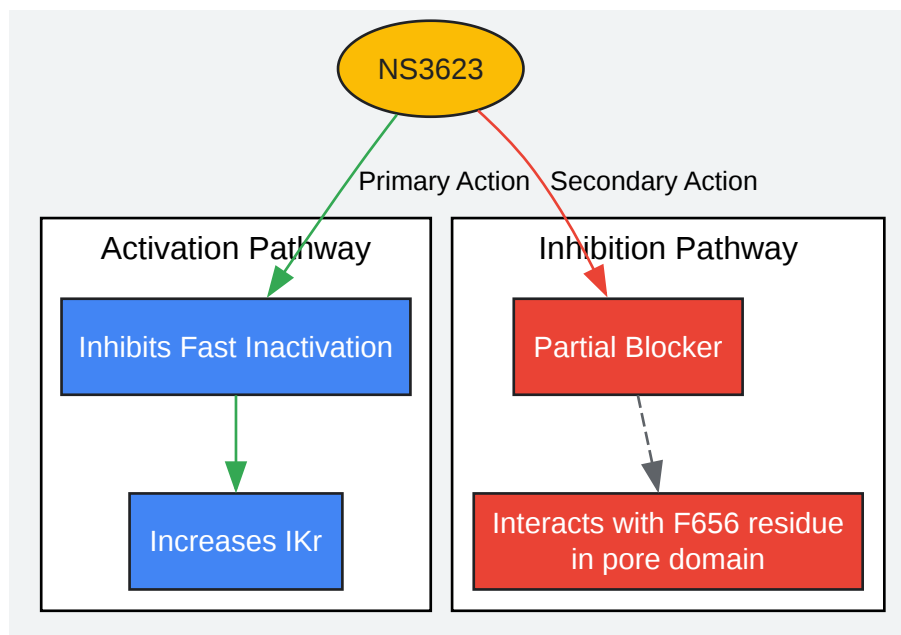 NS3623
Primary Action
Secondary Action
Activation Pathway
Inhibits Fast Inactivation
Increases IKr
Inhibition Pathway
Partial Blocker
Interacts with F656 residue
in pore domain